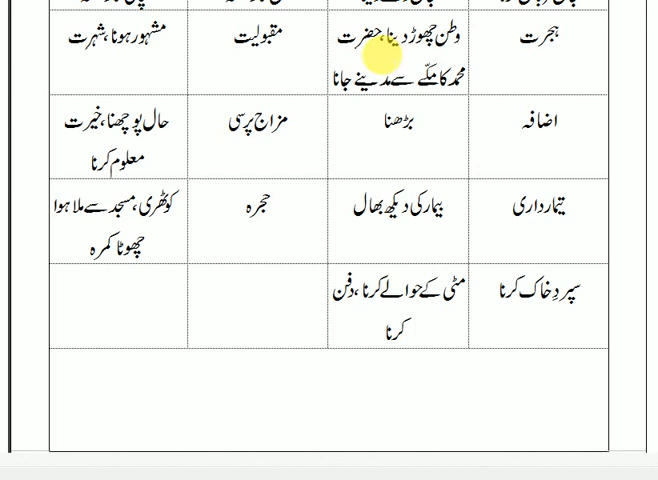 ہجرت
وطن چھوڑ دینا، حضرت
محمدؐ کا مکّے سے مدینے جانا
مقبولیت
مشہور ہونا، شہرت
اضافہ
بڑھنا
مزاج پرسی
حال پوچھنا، خیرت
معلوم کرنا
تیمارداری
بیمار کی دیکھ بھال
حجرہ
کوٹھری، مسجد سے ملا ہوا
چھوٹا کمرہ
سپردِ خاک کرنا
مٹی کے حوالے کرنا، دفن
کرنا